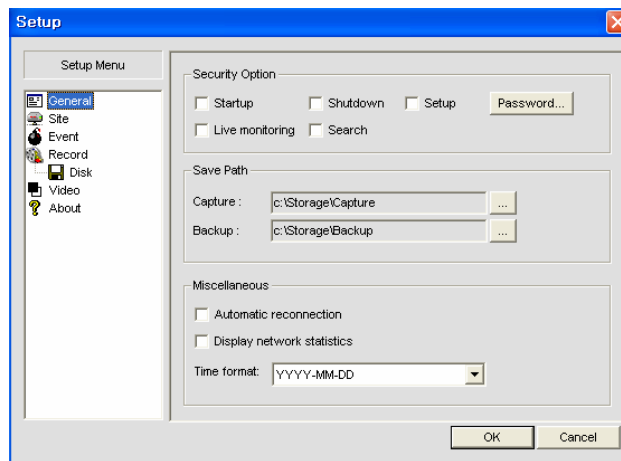 Setup
Setup Menu
General
Site
Event
Record
Disk
Video
About
Security Option
Startup
Shutdown
Setup
Password...
Live monitoring
Search
Save Path
Capture :
c:\Storage\Capture
...
Backup :
c:\Storage\Backup
...
Miscellaneous
Automatic reconnection
Display network statistics
Time format:
YYYY-MM-DD
OK
Cancel